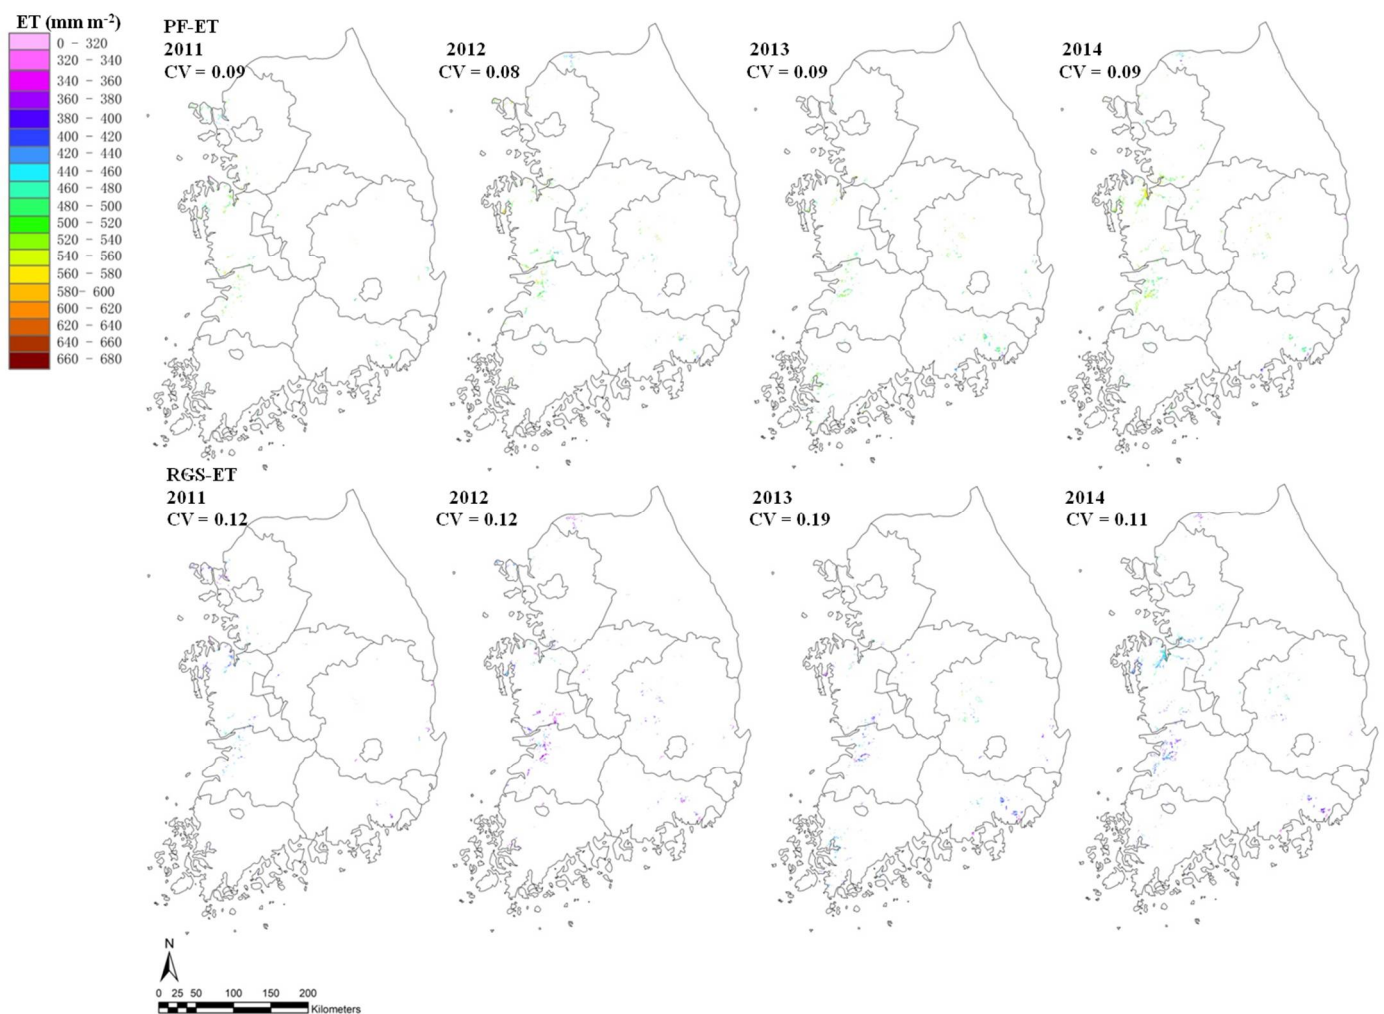 ET (mm m-2)
0 - 320
320 - 340
340 - 360
360 - 380
380 - 400
400 - 420
420 - 440
440 - 460
460 - 480
480 - 500
500 - 520
520 - 540
540 - 560
560 - 580
580- 600
600 - 620
620 - 640
640 - 660
660 - 680
PF-ET
2011
CV = 0.09
2012
CV = 0.08
2013
CV = 0.09
2014
CV = 0.09
RGS-ET
2011
CV = 0.12
2012
CV = 0.12
2013
CV = 0.19
2014
CV = 0.11
N
0 25 50 100 150 200
Kilometers